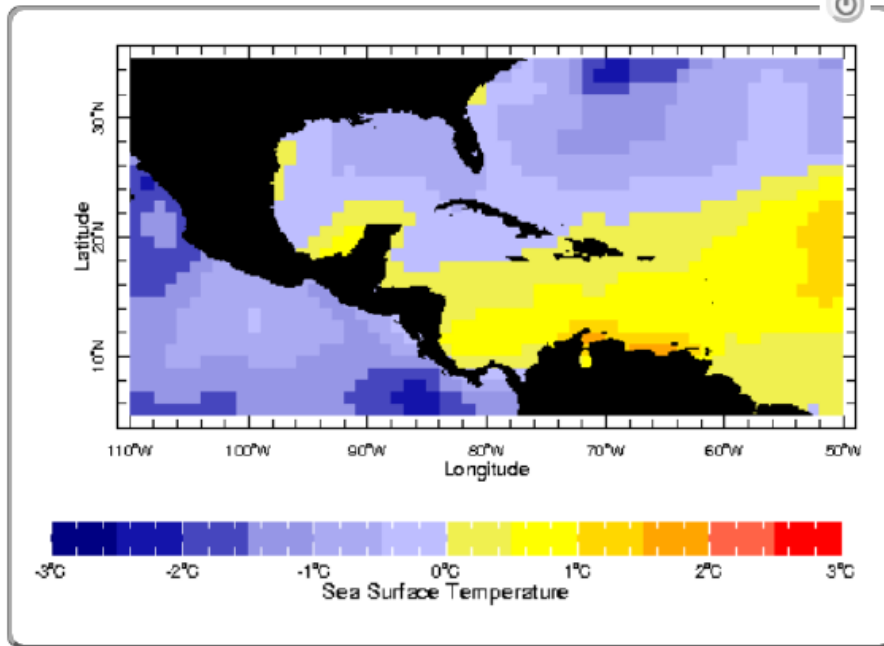 30°N
20°N
10°N
Latitude
110°W 100°W 90°W 80°W 70°W 60°W 50°W
Longitude
-3°C -2°C -1°C 0°C 1°C 2°C 3°C
Sea Surface Temperature